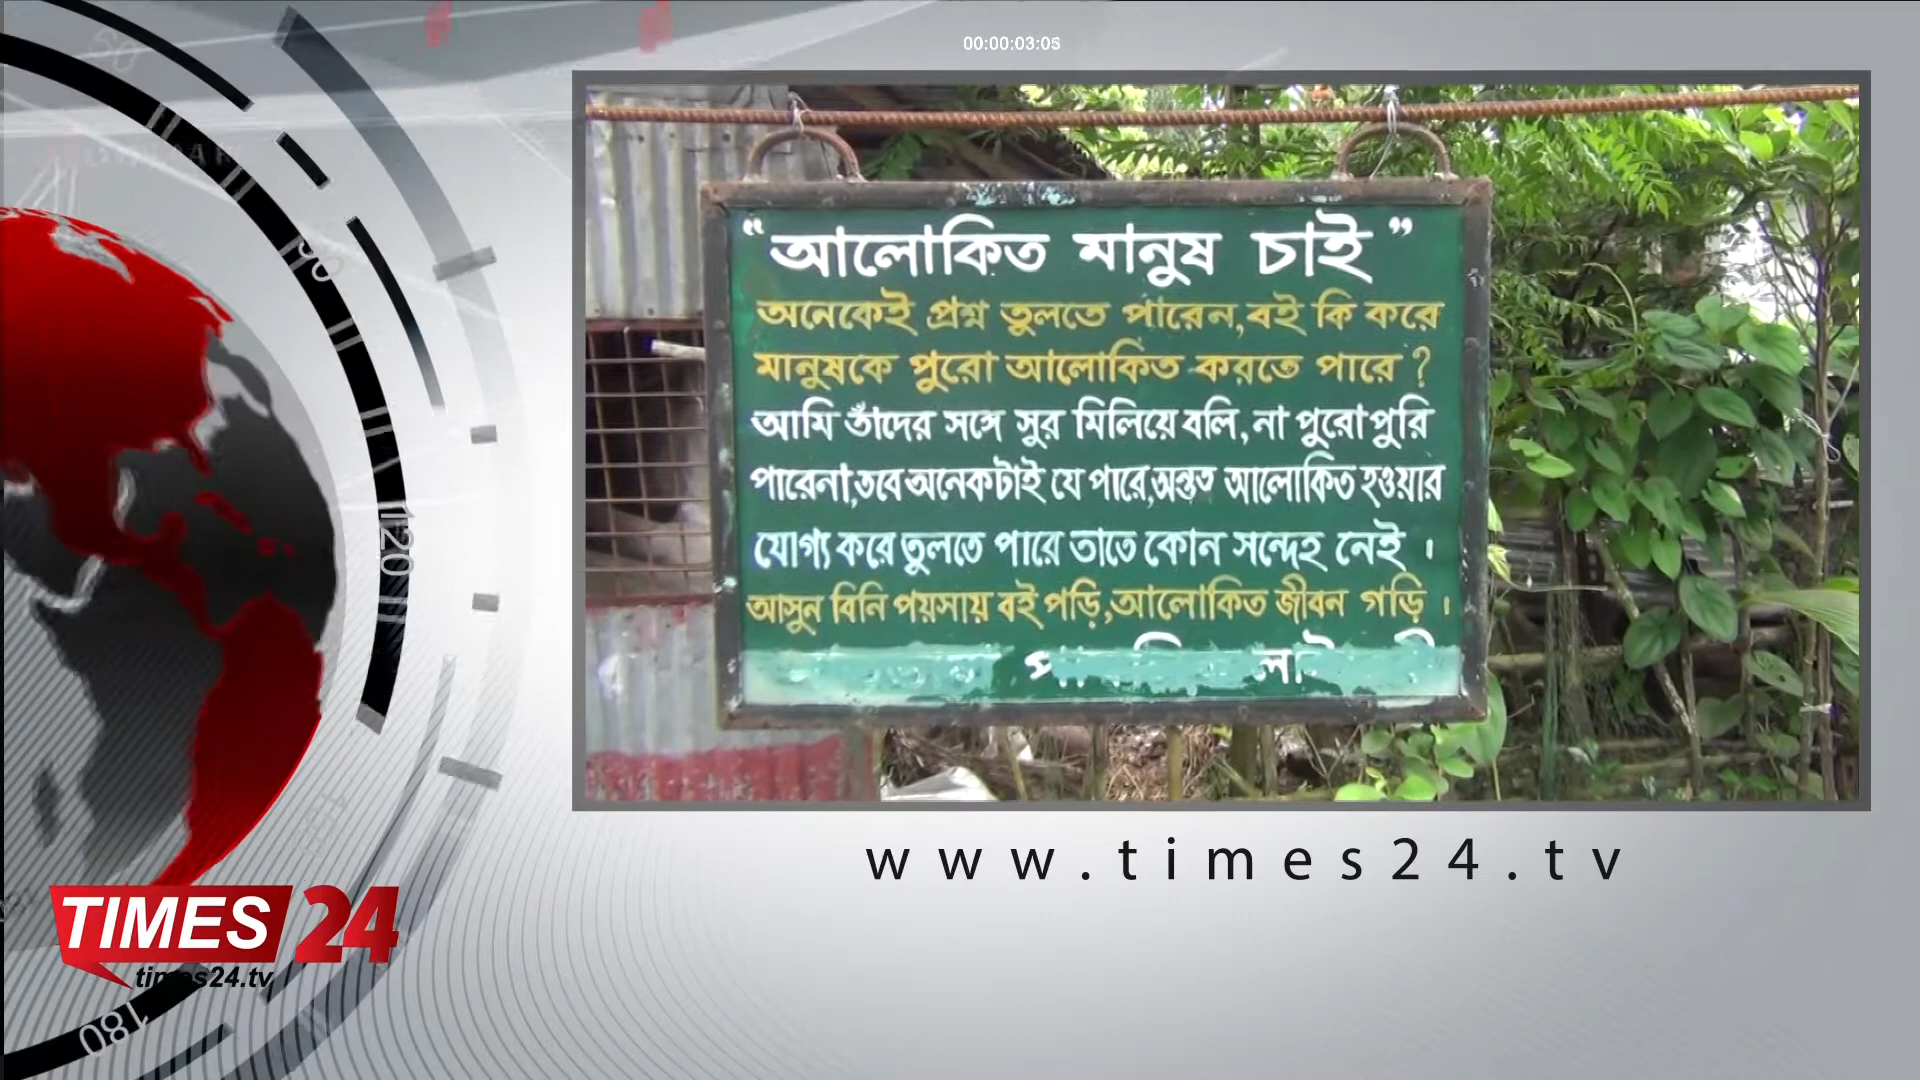 00:00:03:05
“আলোকিত মানুষ চাই”
অনেকেই প্রশ্ন তুলতে পারেন, বই কি করে
মানুষকে পুরো আলোকিত করতে পারে ?
আমি তাঁদের সঙ্গে সুর মিলিয়ে বলি, না পুরোপুরি
পারেনা, তবে অনেকটাই যে পারে, অন্তত আলোকিত হওয়ার
যোগ্য করে তুলতে পারে তাতে কোন সন্দেহ নেই ।
আসুন বিনি পয়সায় বই পড়ি, আলোকিত জীবন গড়ি ।
www.times24.tv
TIMES 24
times24.tv
120
180